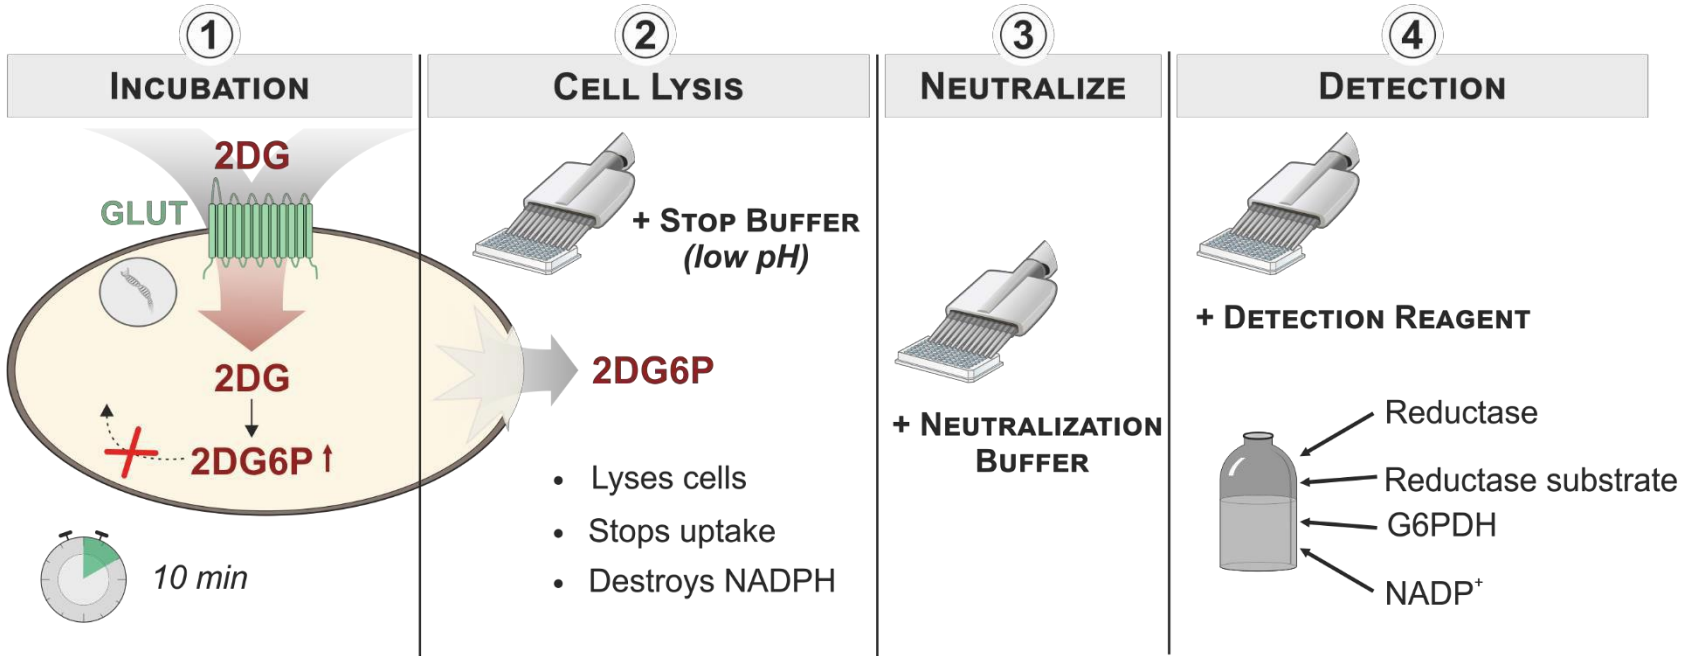 1
INCUBATION
2DG
GLUT
2DG
2DG6P ↑
10 min
2
CELL LYSIS
+ STOP BUFFER
(low pH)
2DG6P
• Lyses cells
• Stops uptake
• Destroys NADPH
3
NEUTRALIZE
+ NEUTRALIZATION
BUFFER
4
DETECTION
+ DETECTION REAGENT
Reductase
Reductase substrate
G6PDH
NADP⁺